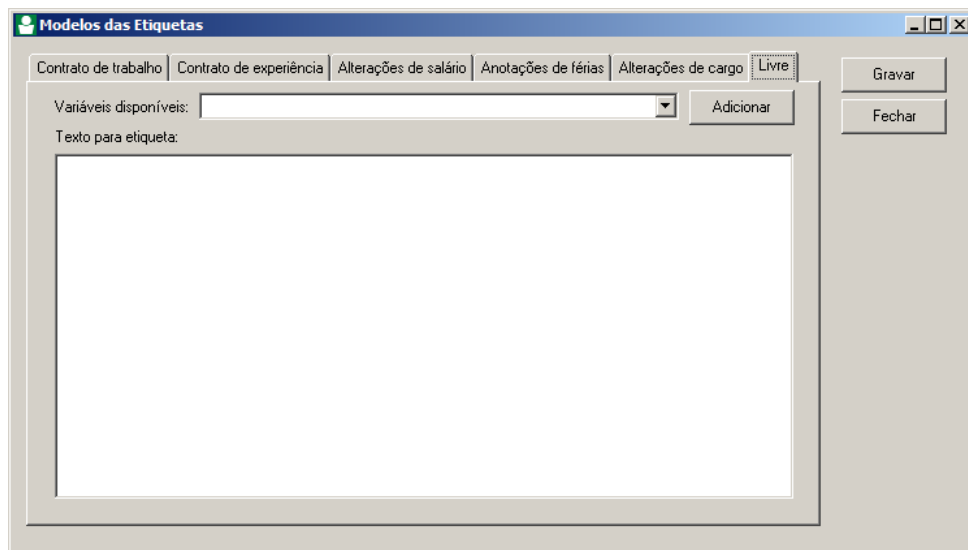 Modelos das Etiquetas
Contrato de trabalho Contrato de experiência Alterações de salário Anotações de férias Alterações de cargo Livre
Gravar
Variáveis disponíveis: Adicionar
Fechar
Texto para etiqueta: